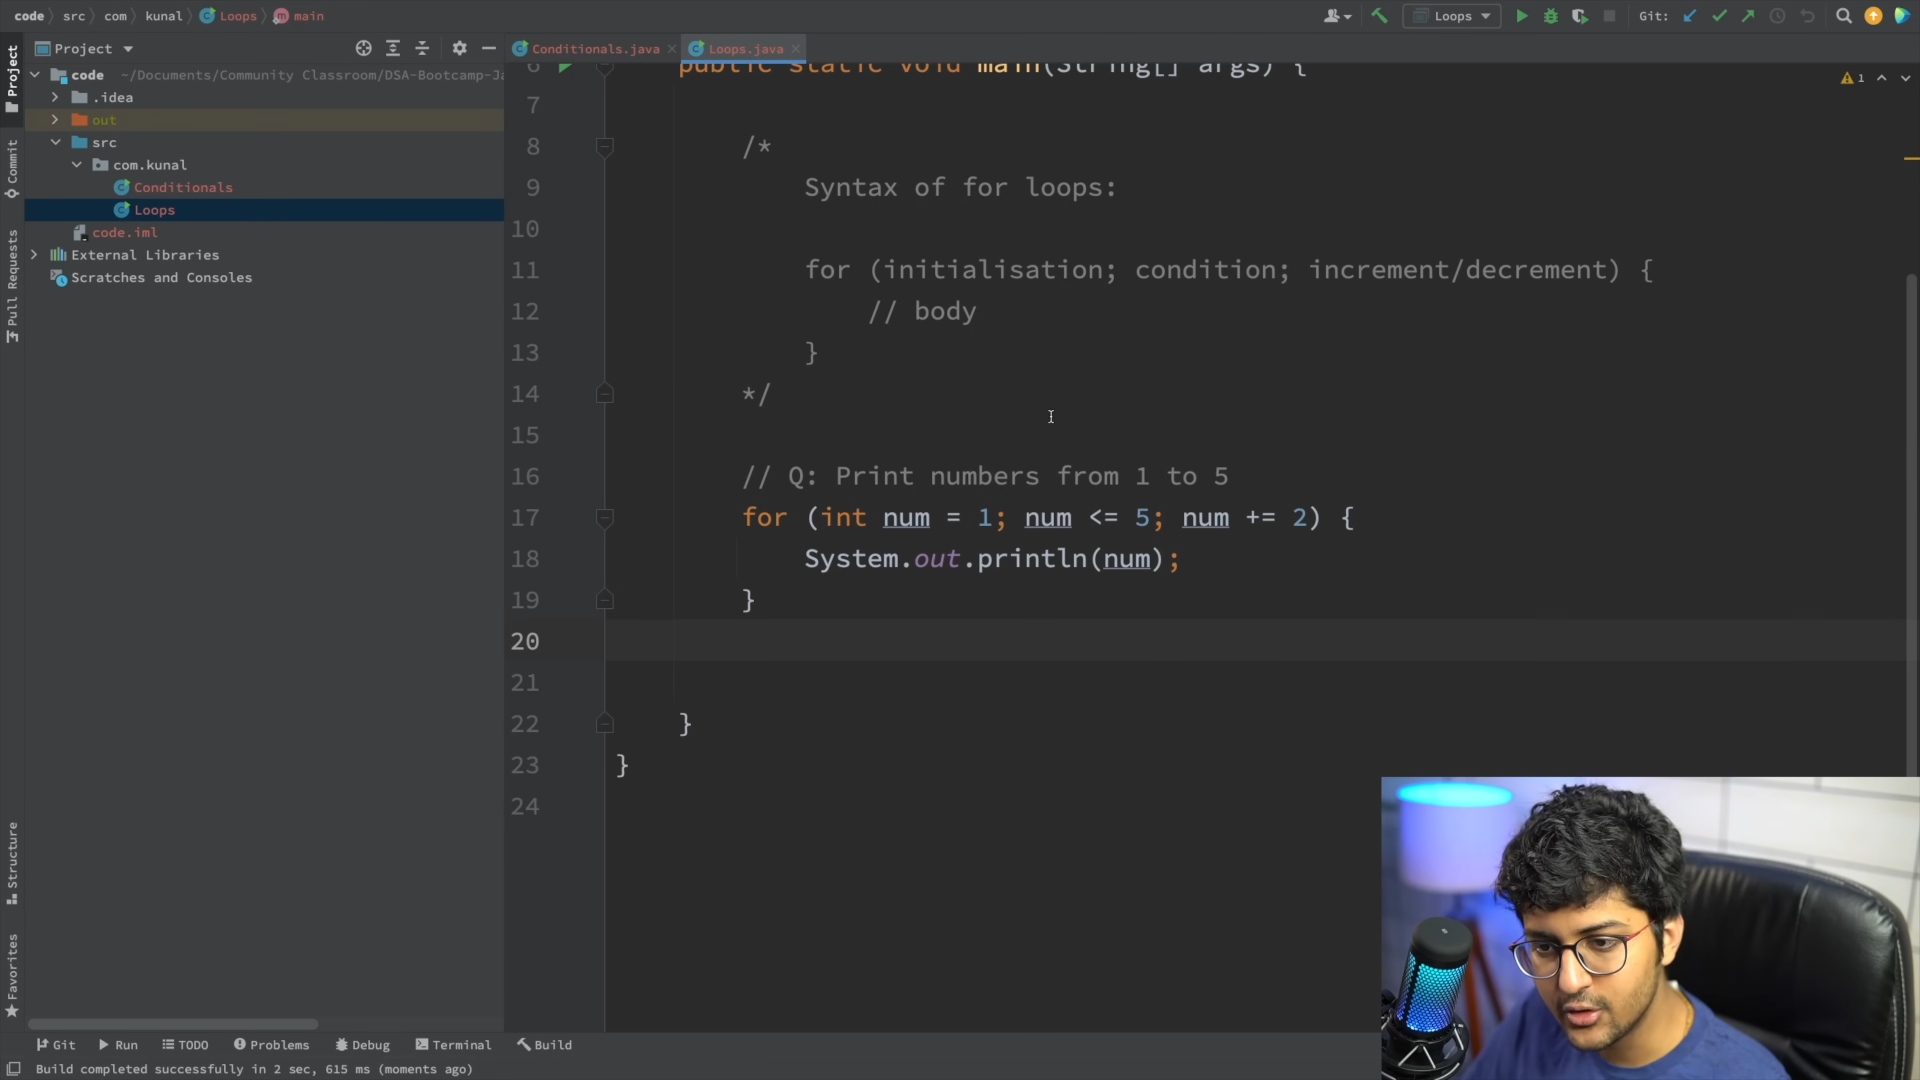 code src com kunal Loops main
Loops Git:
Project
Conditionals.java Loops.java
Project
Commit
Pull Requests
Structure
Favorites
code ~/Documents/Community Classroom/DSA-Bootcamp-Ja
.idea
out
src
com.kunal
Conditionals
Loops
code.iml
External Libraries
Scratches and Consoles
1
6 public static void main(String[] args) {
7
8 /*
9 Syntax of for loops:
10
11 for (initialisation; condition; increment/decrement) {
12 // body
13 }
14 */
15
16 // Q: Print numbers from 1 to 5
17 for (int num = 1; num <= 5; num += 2) {
18 System.out.println(num);
19 }
20
21
22 }
23 }
24
Git Run TODO Problems Debug Terminal Build
Build completed successfully in 2 sec, 615 ms (moments ago)